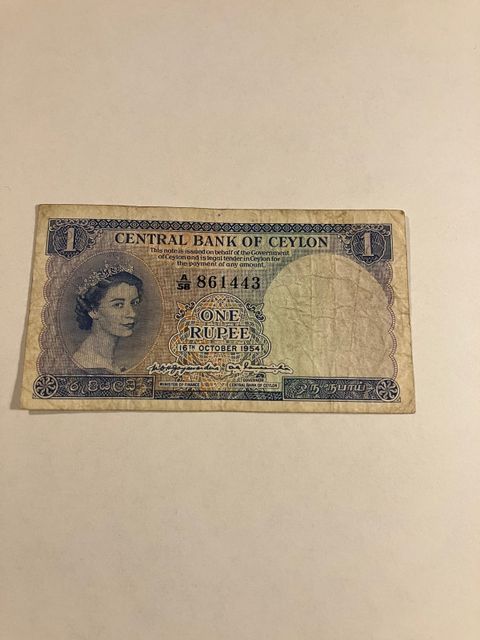 1 CENTRAL BANK OF CEYLON 1
This note is issued on behalf of the Government
of Ceylon and is legal tender in Ceylon for
the payment of any amount.
A/58 861443
ONE
RUPEE
16TH OCTOBER 1954
MINISTER OF FINANCE GOVERNOR
CENTRAL BANK OF CEYLON
රුපියලයි ஒரு ரூபாய்